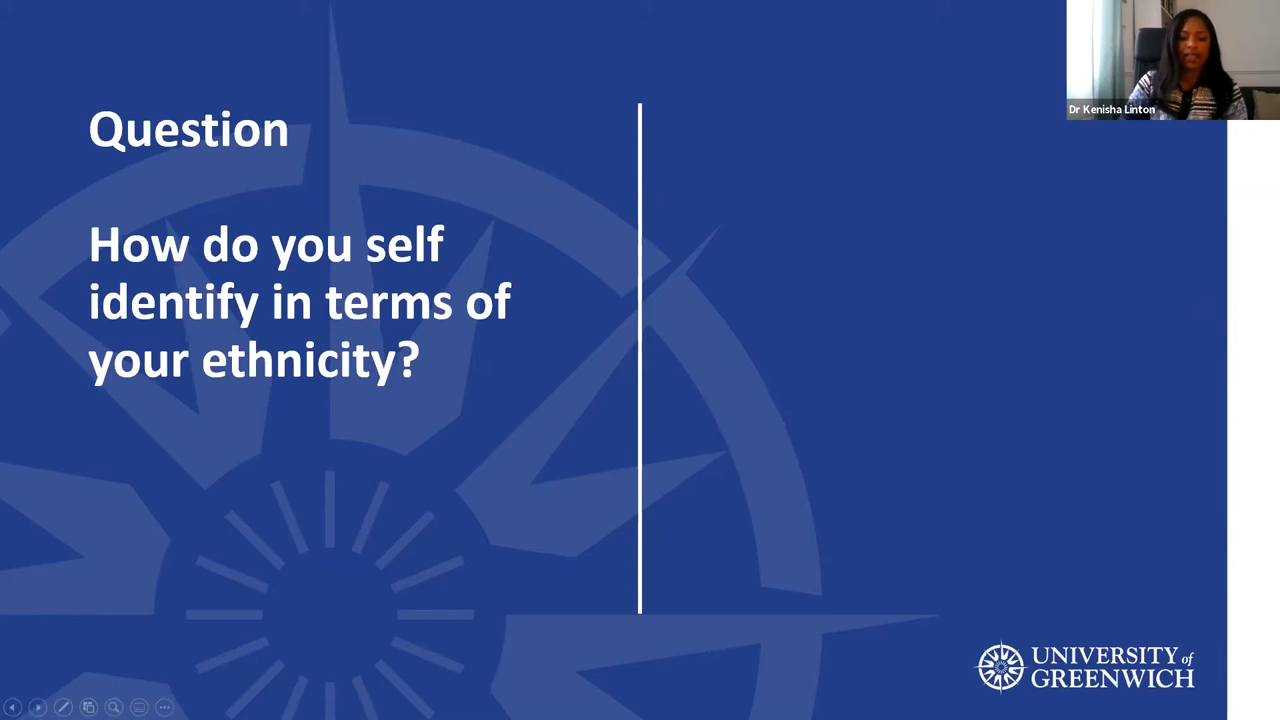 Question
How do you self
identify in terms of
your ethnicity?
Dr Kenisha Linton
UNIVERSITY of
GREENWICH